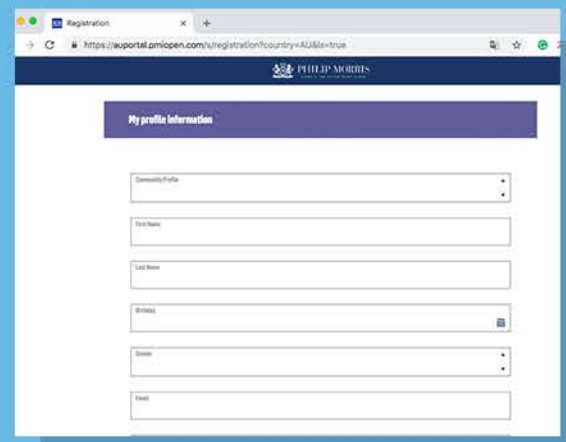 Registration
https://auportal.pmiopen.com/s/registration?country=AU&lx=true
PHILIP MORRIS
My profile information
Community Profile
First Name
Last Name
Birthday
Gender
Email